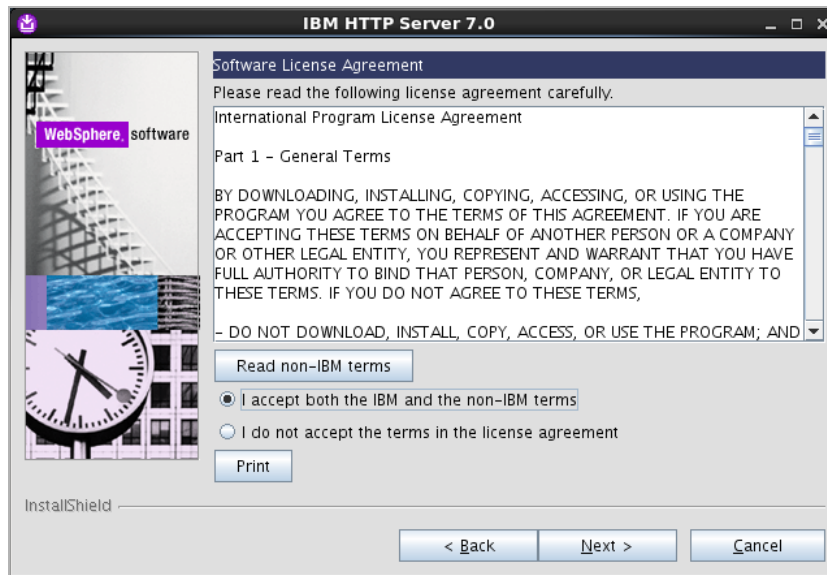 IBM HTTP Server 7.0
Software License Agreement
Please read the following license agreement carefully.
WebSphere. software
International Program License Agreement
Part 1 – General Terms
BY DOWNLOADING, INSTALLING, COPYING, ACCESSING, OR USING THE
PROGRAM YOU AGREE TO THE TERMS OF THIS AGREEMENT. IF YOU ARE
ACCEPTING THESE TERMS ON BEHALF OF ANOTHER PERSON OR A COMPANY
OR OTHER LEGAL ENTITY, YOU REPRESENT AND WARRANT THAT YOU HAVE
FULL AUTHORITY TO BIND THAT PERSON, COMPANY, OR LEGAL ENTITY TO
THESE TERMS. IF YOU DO NOT AGREE TO THESE TERMS,
– DO NOT DOWNLOAD, INSTALL, COPY, ACCESS, OR USE THE PROGRAM; AND
Read non-IBM terms
I accept both the IBM and the non-IBM terms
I do not accept the terms in the license agreement
Print
InstallShield
< Back
Next >
Cancel